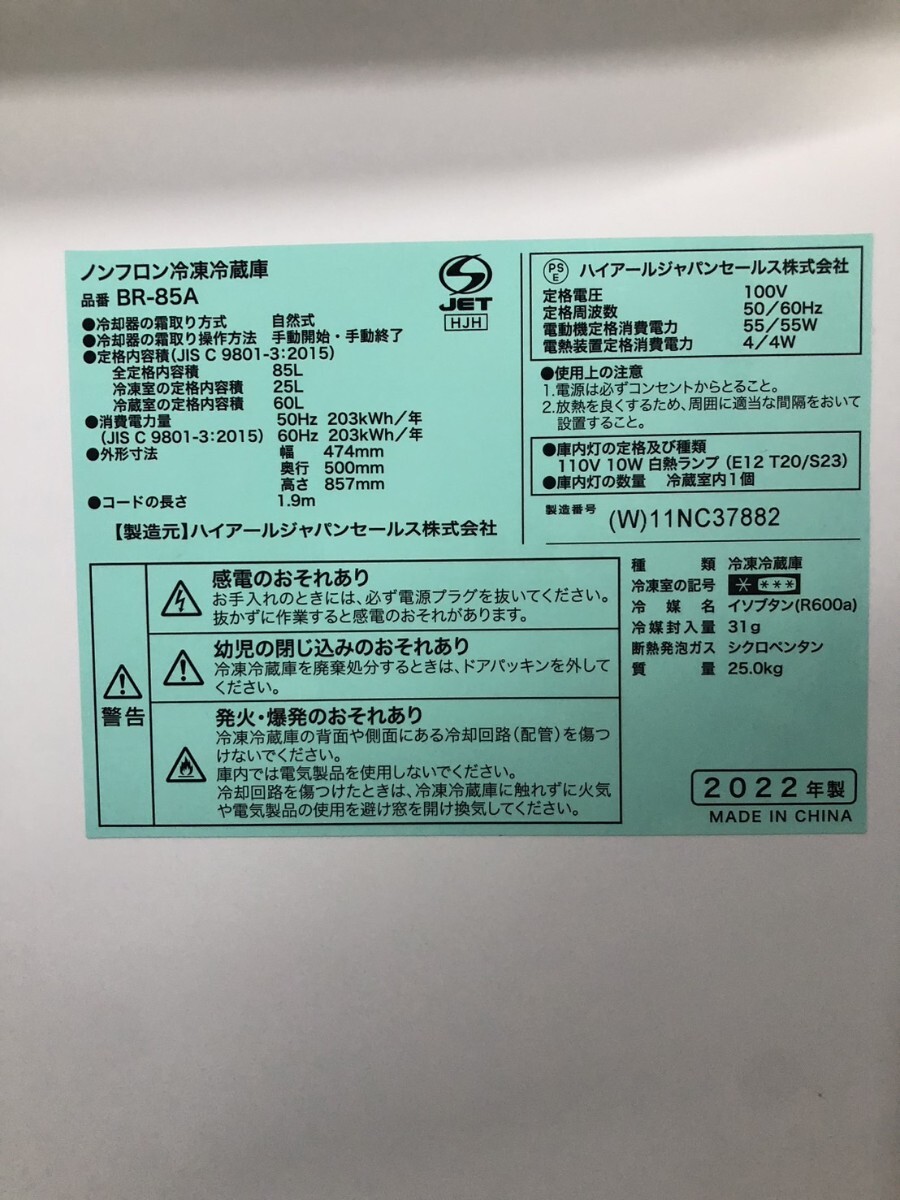 ノンフロン冷凍冷蔵庫
品番 BR-85A
JET
HJH
●冷却器の霜取り方式 自然式
●冷却器の霜取り操作方法 手動開始・手動終了
●定格内容積(JIS C 9801-3:2015)
全定格内容積 85L
冷凍室の定格内容積 25L
冷蔵室の定格内容積 60L
●消費電力量 50Hz 203kWh/年
(JIS C 9801-3:2015) 60Hz 203kWh/年
●外形寸法 幅 474mm
奥行 500mm
高さ 857mm
●コードの長さ 1.9m
【製造元】ハイアールジャパンセールス株式会社
PS
E
ハイアールジャパンセールス株式会社
定格電圧 100V
定格周波数 50/60Hz
電動機定格消費電力 55/55W
電熱装置定格消費電力 4/4W
●使用上の注意
1.電源は必ずコンセントからとること。
2.放熱を良くするため、周囲に適当な間隔をおいて
設置すること。
●庫内灯の定格及び種類
110V 10W 白熱ランプ(E12 T20/S23)
●庫内灯の数量 冷蔵室内1個
製造番号 (W)11NC37882
警告
感電のおそれあり
お手入れのときには、必ず電源プラグを抜いてください。
抜かずに作業すると感電のおそれがあります。
幼児の閉じ込みのおそれあり
冷凍冷蔵庫を廃棄処分するときは、ドアパッキンを外して
ください。
発火・爆発のおそれあり
冷凍冷蔵庫の背面や側面にある冷却回路(配管)を傷つ
けないでください。
庫内では電気製品を使用しないでください。
冷却回路を傷つけたときは、冷凍冷蔵庫に触れずに火気
や電気製品の使用を避け窓を開け換気してください。
種類 冷凍冷蔵庫
冷凍室の記号 * ***
冷媒名 イソブタン(R600a)
冷媒封入量 31g
断熱発泡ガス シクロペンタン
質量 25.0kg
2022年製
MADE IN CHINA